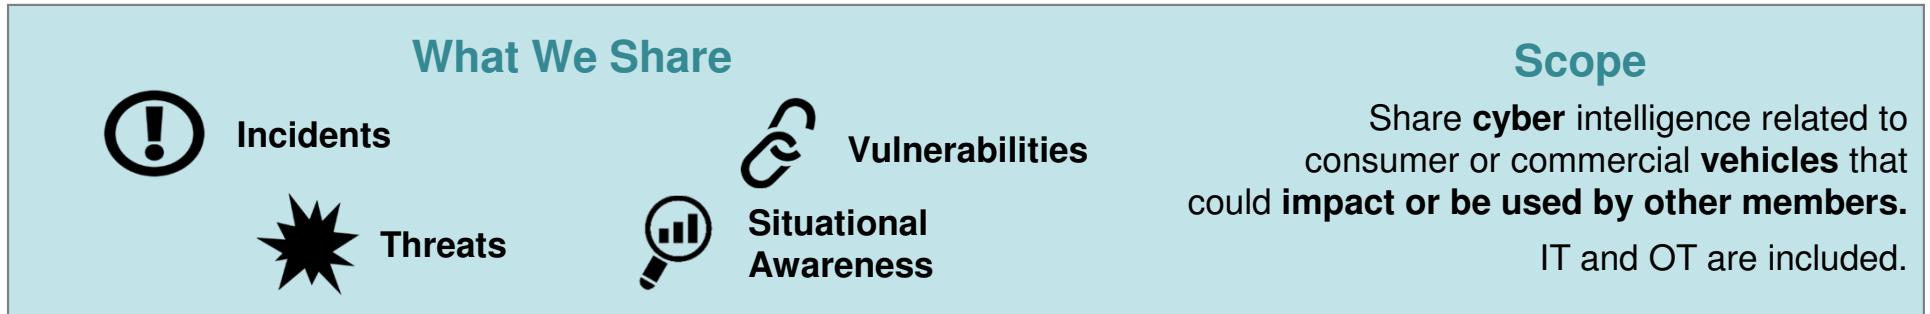 What We Share
Incidents
Vulnerabilities
Threats
Situational
Awareness
Scope
Share cyber intelligence related to
consumer or commercial vehicles that
could impact or be used by other members.
IT and OT are included.